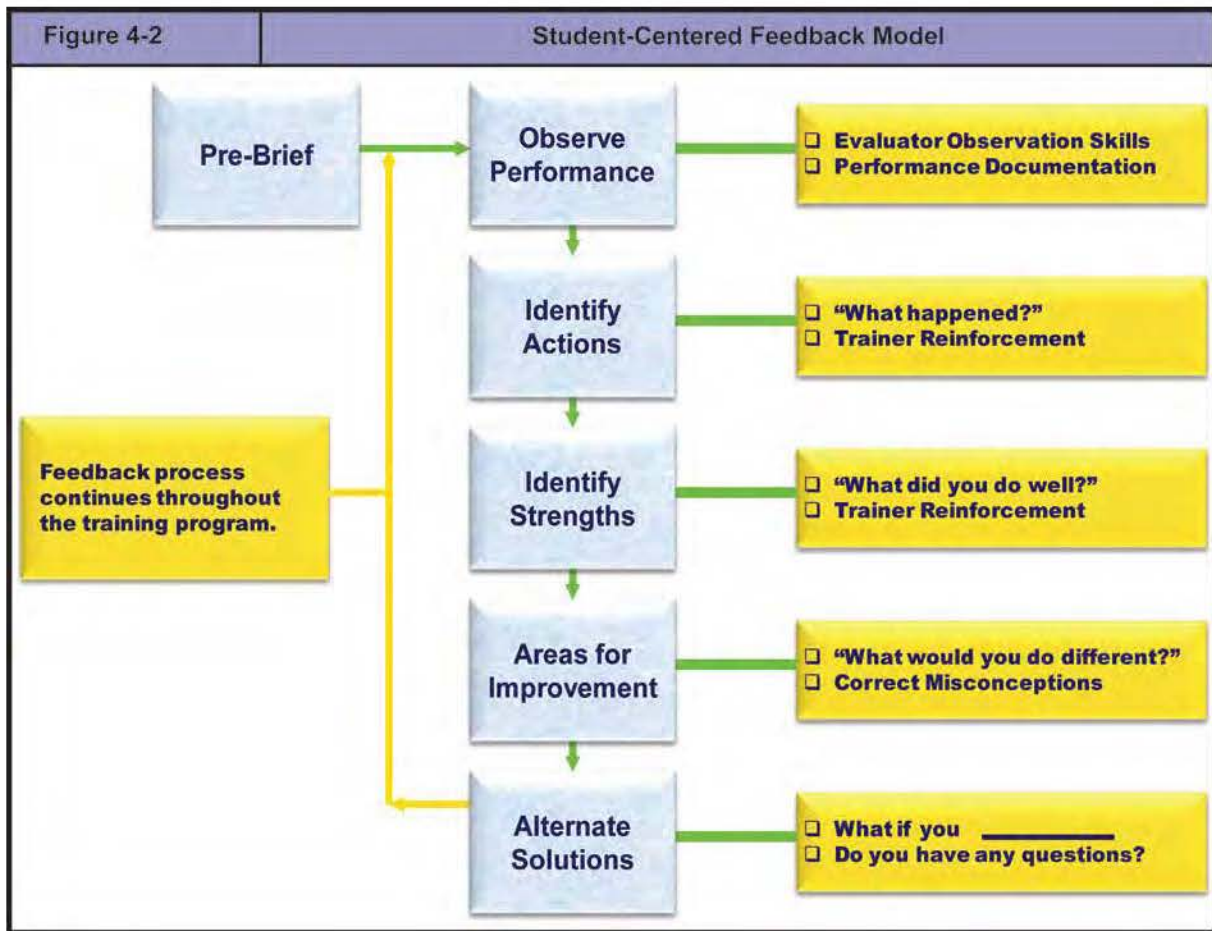 Figure 4-2
Student-Centered Feedback Model
Pre-Brief
Observe
Performance
❑ Evaluator Observation Skills
❑ Performance Documentation
Identify
Actions
❑ “What happened?”
❑ Trainer Reinforcement
Feedback process
continues throughout
the training program.
Identify
Strengths
❑ “What did you do well?”
❑ Trainer Reinforcement
Areas for
Improvement
❑ “What would you do different?”
❑ Correct Misconceptions
Alternate
Solutions
❑ What if you __________
❑ Do you have any questions?